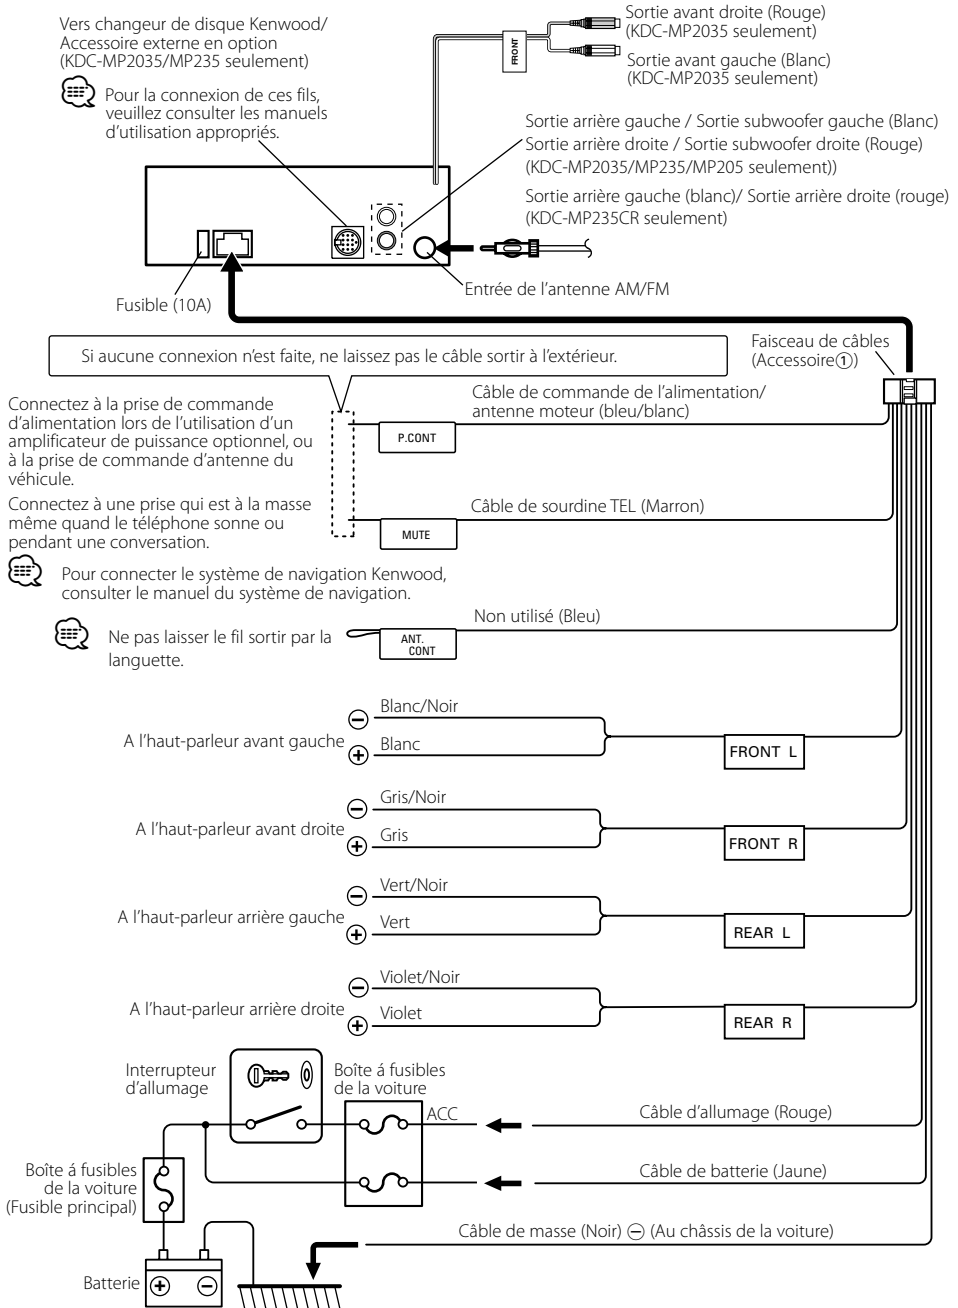 Vers changeur de disque Kenwood/
Accessoire externe en option
(KDC-MP2035/MP235 seulement)
Pour la connexion de ces fils,
veuillez consulter les manuels
d'utilisation appropriés.
FRONT
Sortie avant droite (Rouge)
(KDC-MP2035 seulement)
Sortie avant gauche (Blanc)
(KDC-MP2035 seulement)
Sortie arrière gauche / Sortie subwoofer gauche (Blanc)
Sortie arrière droite / Sortie subwoofer droite (Rouge)
(KDC-MP2035/MP235/MP205 seulement))
Sortie arrière gauche (blanc)/ Sortie arrière droite (rouge)
(KDC-MP235CR seulement)
Fusible (10A)
Entrée de l'antenne AM/FM
Si aucune connexion n'est faite, ne laissez pas le câble sortir à l'extérieur.
Faisceau de câbles
(Accessoire①)
Connectez à la prise de commande
d'alimentation lors de l'utilisation d'un
amplificateur de puissance optionnel, ou
à la prise de commande d'antenne du
véhicule.
Câble de commande de l'alimentation/
antenne moteur (bleu/blanc)
P.CONT
Connectez à une prise qui est à la masse
même quand le téléphone sonne ou
pendant une conversation.
Câble de sourdine TEL (Marron)
MUTE
Pour connecter le système de navigation Kenwood,
consulter le manuel du système de navigation.
Ne pas laisser le fil sortir par la
languette.
Non utilisé (Bleu)
ANT.
CONT
A l'haut-parleur avant gauche
⊖ Blanc/Noir
⊕ Blanc
FRONT L
A l'haut-parleur avant droite
⊖ Gris/Noir
⊕ Gris
FRONT R
A l'haut-parleur arrière gauche
⊖ Vert/Noir
⊕ Vert
REAR L
A l'haut-parleur arrière droite
⊖ Violet/Noir
⊕ Violet
REAR R
Interrupteur
d'allumage
Boîte á fusibles
de la voiture
ACC
Câble d'allumage (Rouge)
Boîte á fusibles
de la voiture
(Fusible principal)
Câble de batterie (Jaune)
Câble de masse (Noir) ⊖ (Au châssis de la voiture)
Batterie ⊕ ⊖